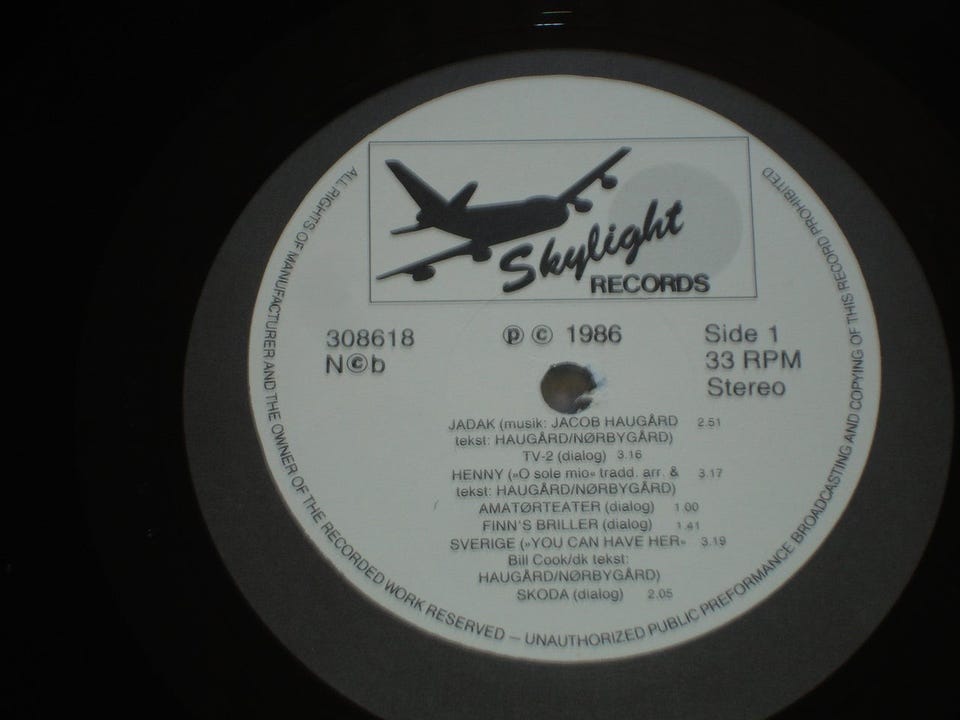 Skylight
RECORDS
308618
N©b
℗ © 1986
Side 1
33 RPM
Stereo
JADAK (musik: JACOB HAUGÅRD 2.51
tekst: HAUGÅRD/NØRBYGÅRD)
TV-2 (dialog) 3.16
HENNY (»O sole mio« tradd. arr. & 3.17
tekst: HAUGÅRD/NØRBYGÅRD)
AMATØRTEATER (dialog) 1.00
FINN'S BRILLER (dialog) 1.41
SVERIGE (»YOU CAN HAVE HER« 3.19
Bill Cook/dk tekst:
HAUGÅRD/NØRBYGÅRD)
SKODA (dialog) 2.05
ALL RIGHTS OF MANUFACTURER AND THE OWNER OF THE RECORDED WORK RESERVED – UNAUTHORIZED PUBLIC PREFORMANCE BROADCASTING AND COPYING OF THIS RECORD PROHIBITED